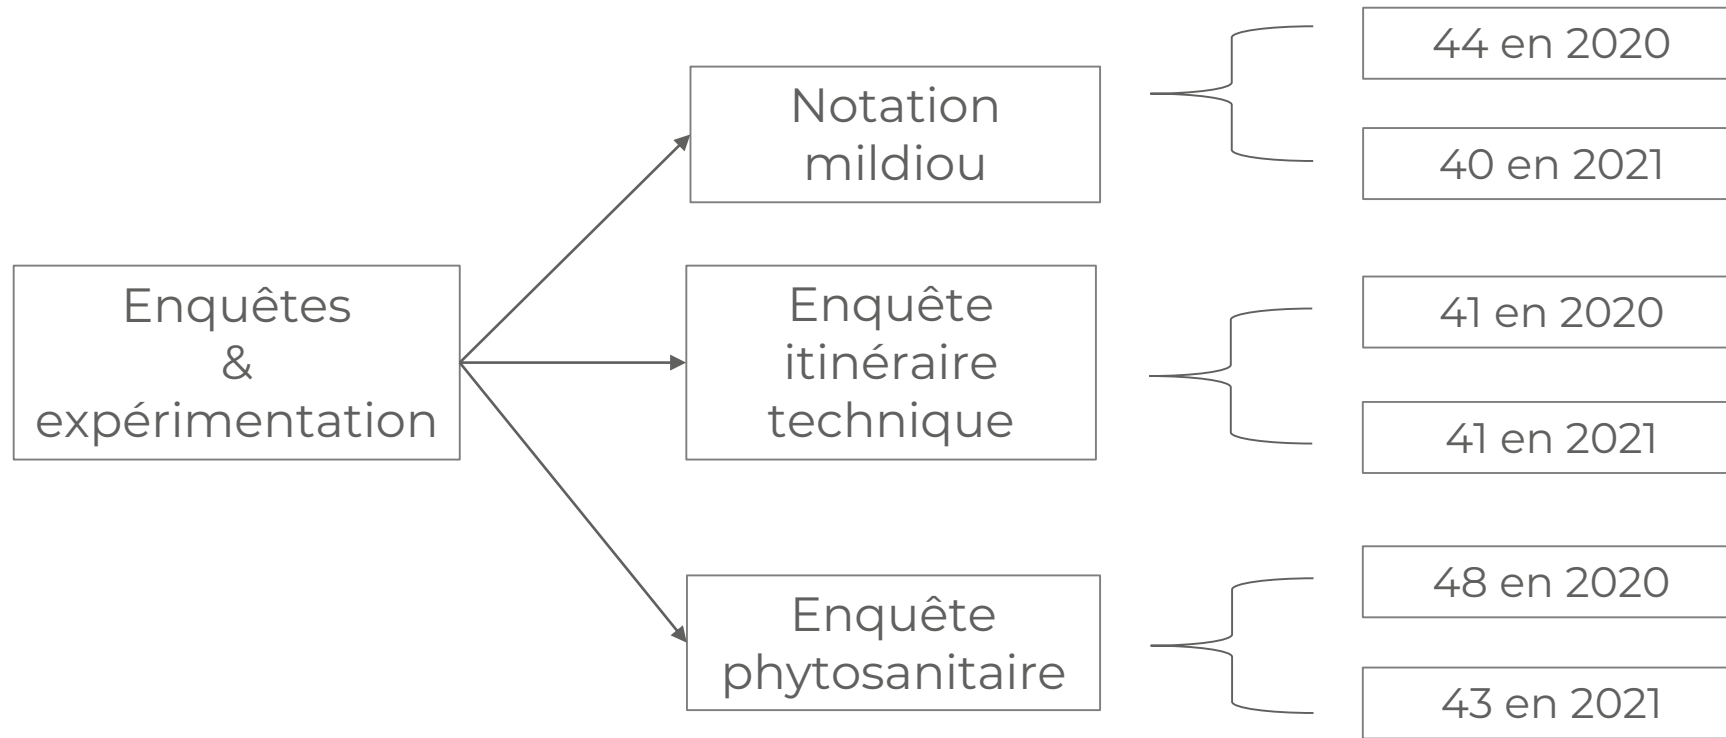 Enquêtes
&
expérimentation
Notation
mildiou
44 en 2020
40 en 2021
Enquête
itinéraire
technique
41 en 2020
41 en 2021
Enquête
phytosanitaire
48 en 2020
43 en 2021